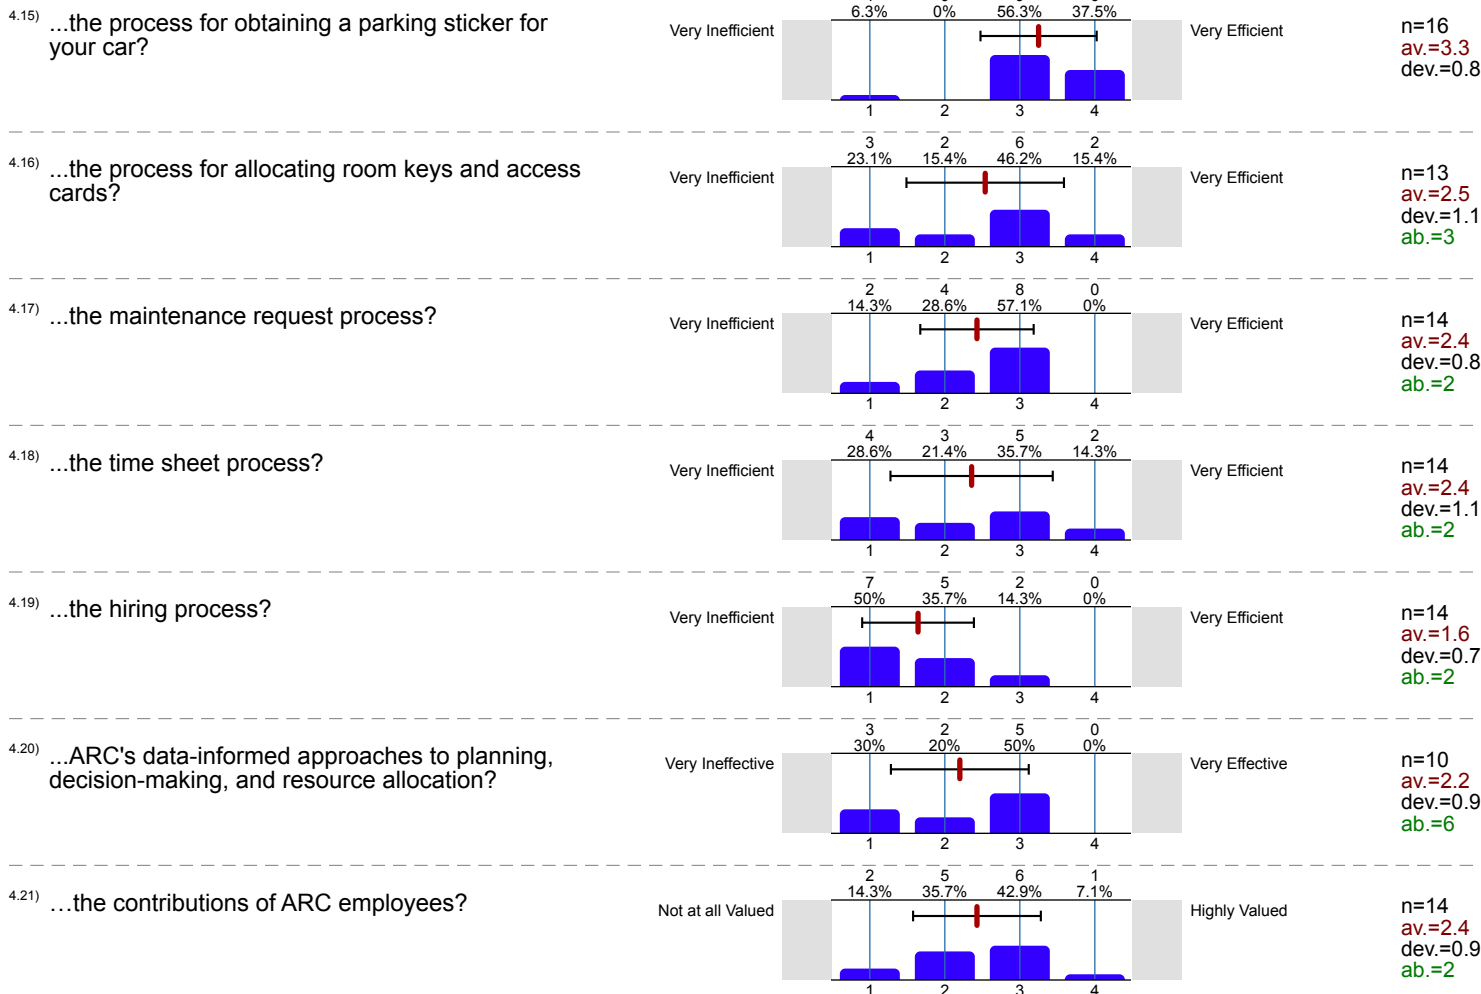 6.3% 0% 56.3% 37.5%
4.15) ...the process for obtaining a parking sticker for
your car?
Very Inefficient
Very Efficient
n=16
av.=3.3
dev.=0.8
1 2 3 4
3 2 6 2
23.1% 15.4% 46.2% 15.4%
4.16) ...the process for allocating room keys and access
cards?
Very Inefficient
Very Efficient
n=13
av.=2.5
dev.=1.1
ab.=3
1 2 3 4
2 4 8 0
14.3% 28.6% 57.1% 0%
4.17) ...the maintenance request process?
Very Inefficient
Very Efficient
n=14
av.=2.4
dev.=0.8
ab.=2
1 2 3 4
4 3 5 2
28.6% 21.4% 35.7% 14.3%
4.18) ...the time sheet process?
Very Inefficient
Very Efficient
n=14
av.=2.4
dev.=1.1
ab.=2
1 2 3 4
7 5 2 0
50% 35.7% 14.3% 0%
4.19) ...the hiring process?
Very Inefficient
Very Efficient
n=14
av.=1.6
dev.=0.7
ab.=2
1 2 3 4
3 2 5 0
30% 20% 50% 0%
4.20) ...ARC's data-informed approaches to planning,
decision-making, and resource allocation?
Very Ineffective
Very Effective
n=10
av.=2.2
dev.=0.9
ab.=6
1 2 3 4
2 5 6 1
14.3% 35.7% 42.9% 7.1%
4.21) …the contributions of ARC employees?
Not at all Valued
Highly Valued
n=14
av.=2.4
dev.=0.9
ab.=2
1 2 3 4